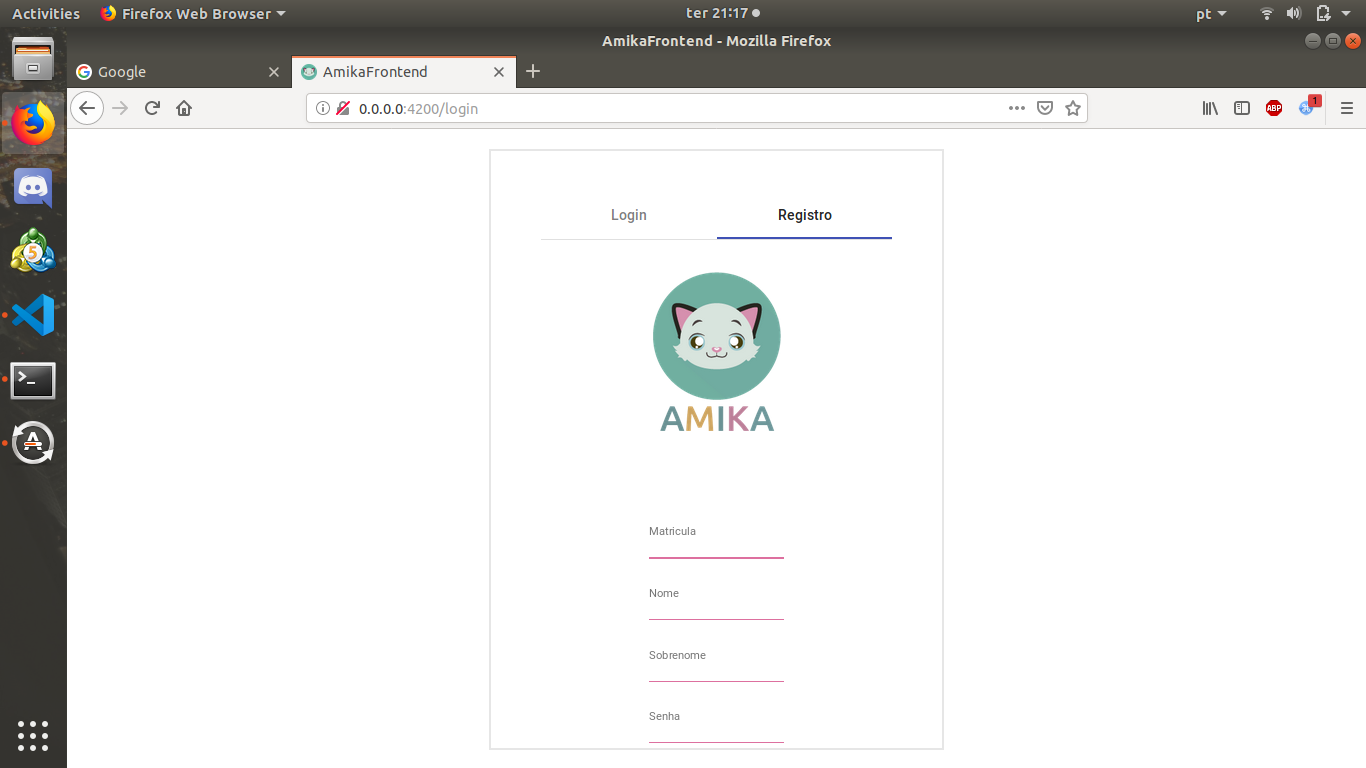 Activities Firefox Web Browser ter 21:17 pt
AmikaFrontend - Mozilla Firefox
Google AmikaFrontend
0.0.0.0:4200/login ABP 1
5
A
Login Registro
AMIKA
Matricula
Nome
Sobrenome
Senha